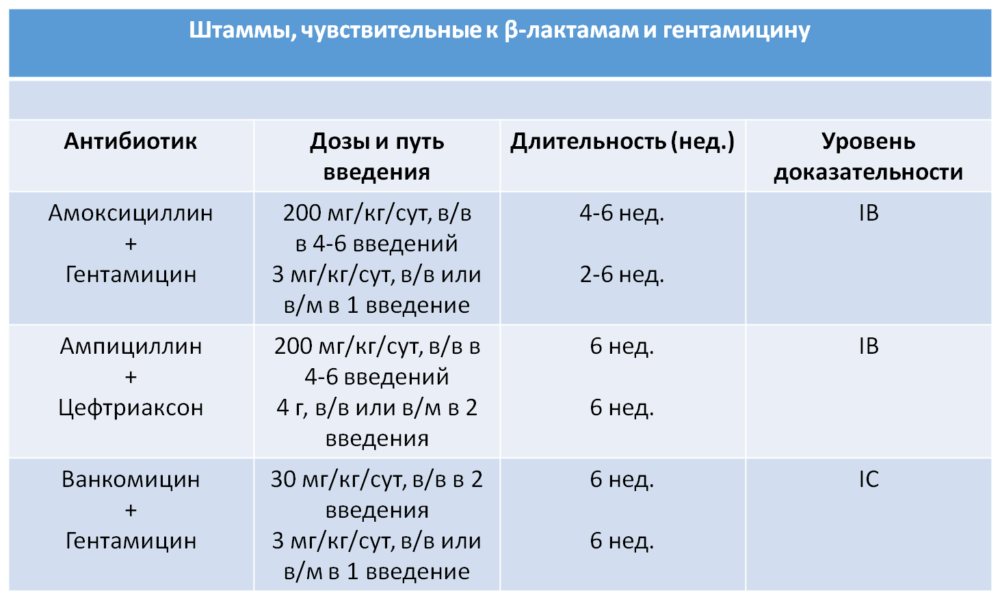 Штаммы, чувствительные к β-лактамам и гентамицину
Антибиотик
Дозы и путь
введения
Длительность (нед.)
Уровень
доказательности
Амоксициллин
+
Гентамицин
200 мг/кг/сут, в/в
в 4-6 введений
3 мг/кг/сут, в/в или
в/м в 1 введение
4-6 нед.
2-6 нед.
IB
Ампициллин
+
Цефтриаксон
200 мг/кг/сут, в/в в
4-6 введений
4 г, в/в или в/м в 2
введения
6 нед.
6 нед.
IB
Ванкомицин
+
Гентамицин
30 мг/кг/сут, в/в в 2
введения
3 мг/кг/сут, в/в или
в/м в 1 введение
6 нед.
6 нед.
IC